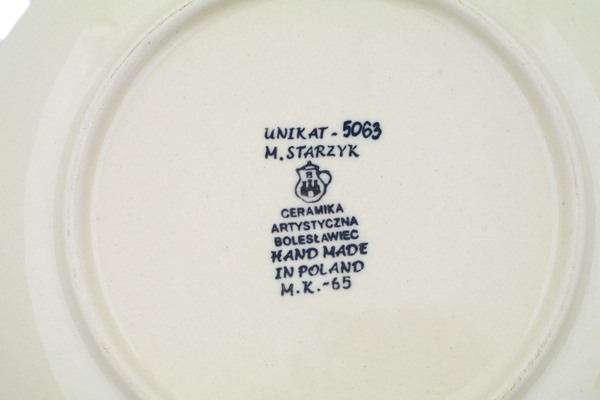 UNIKAT - 5063
M. STARZYK
B
CERAMIKA
ARTYSTYCZNA
BOLESŁAWIEC
HAND MADE
IN POLAND
M.K.-65